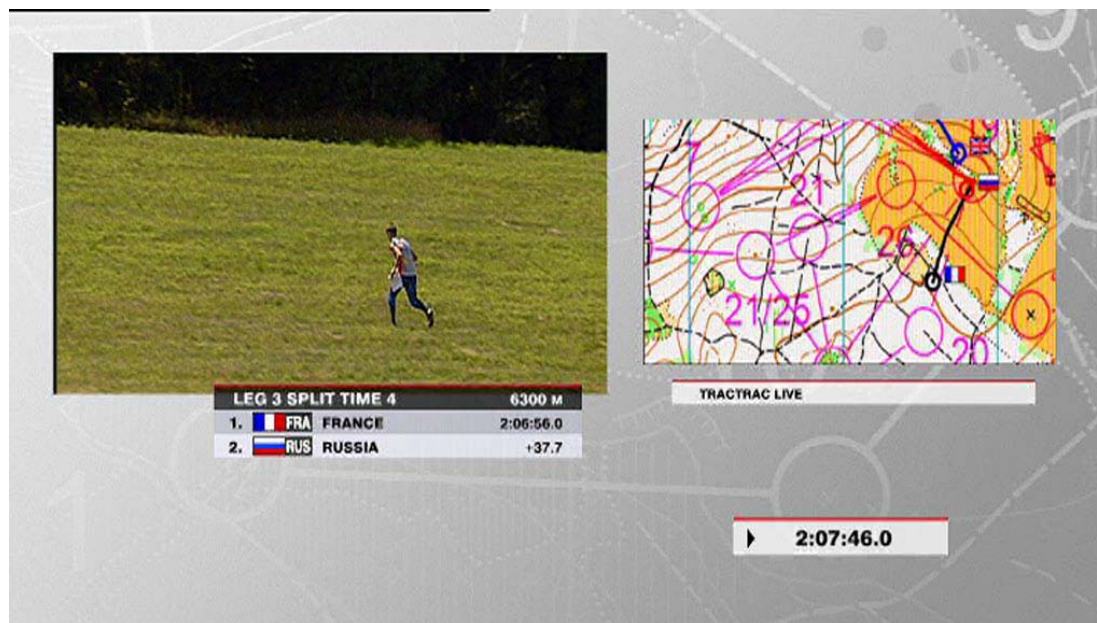 LEG 3 SPLIT TIME 4 6300 M
1. FRA FRANCE 2:06:56.0
2. RUS RUSSIA +37.7
7
21
26
21/25
20
TRACTRAC LIVE
2:07:46.0